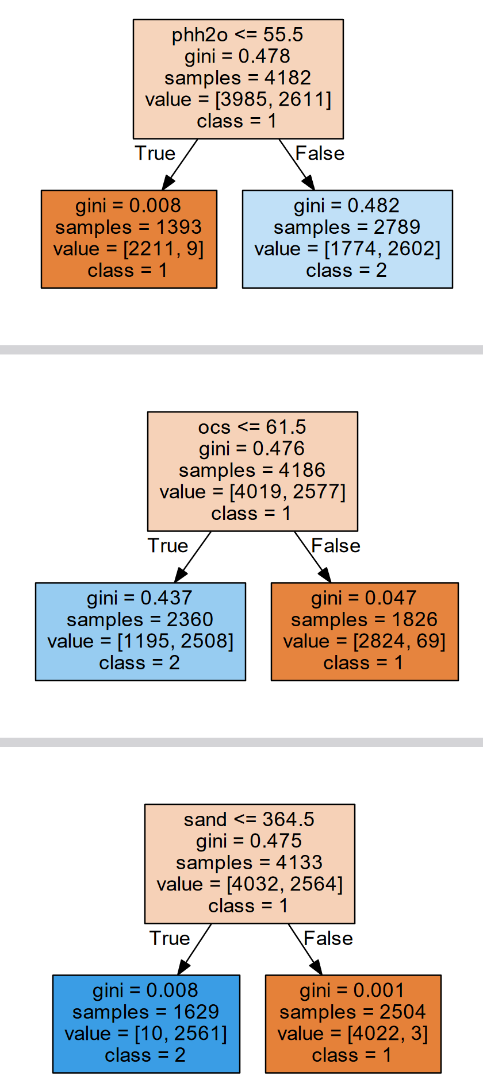 phh2o <= 55.5
gini = 0.478
samples = 4182
value = [3985, 2611]
class = 1
True
False
gini = 0.008
samples = 1393
value = [2211, 9]
class = 1
gini = 0.482
samples = 2789
value = [1774, 2602]
class = 2
ocs <= 61.5
gini = 0.476
samples = 4186
value = [4019, 2577]
class = 1
True
False
gini = 0.437
samples = 2360
value = [1195, 2508]
class = 2
gini = 0.047
samples = 1826
value = [2824, 69]
class = 1
sand <= 364.5
gini = 0.475
samples = 4133
value = [4032, 2564]
class = 1
True
False
gini = 0.008
samples = 1629
value = [10, 2561]
class = 2
gini = 0.001
samples = 2504
value = [4022, 3]
class = 1